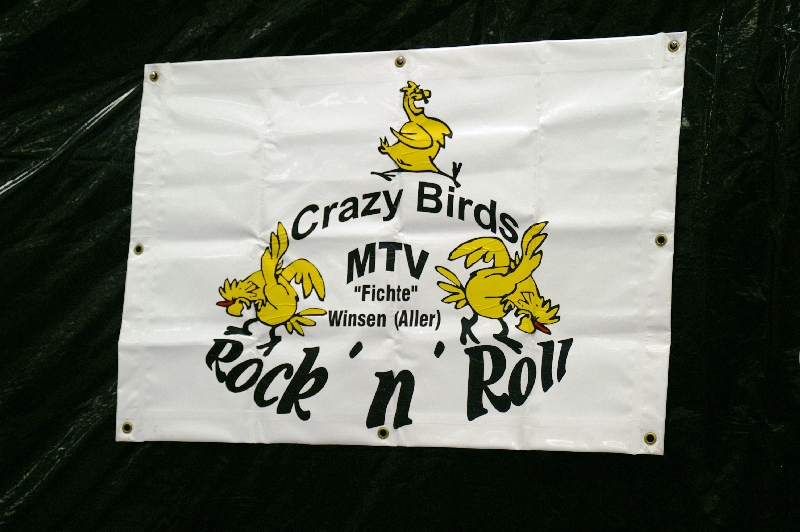 Crazy Birds
MTV
"Fichte"
Winsen (Aller)
Rock ´n´ Roll